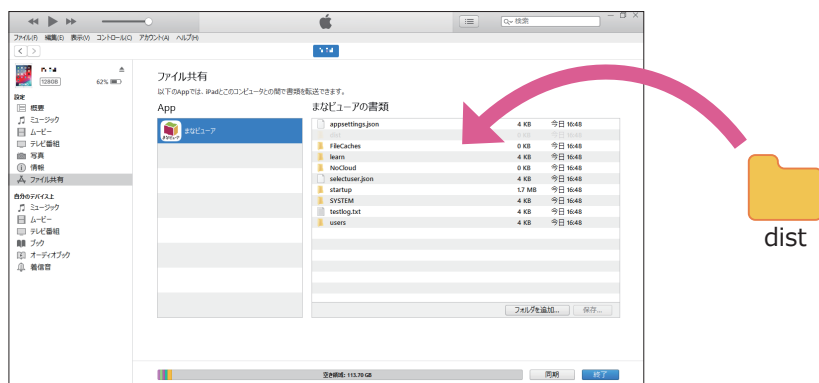 Q 検索
ファイル(F) 編集(E) 表示(V) コントロール(C) アカウント(A) ヘルプ(H)
128GB 62%
設定
概要
ミュージック
ムービー
テレビ番組
写真
情報
ファイル共有
自分のデバイス上
ミュージック
ムービー
テレビ番組
ブック
オーディオブック
着信音
ファイル共有
以下のAppでは、iPadとこのコンピュータとの間で書類を転送できます。
App
まなビューア
まなビューアの書類
appsettings.json 4 KB 今日 16:48
dist 0 KB 今日 16:48
FileCaches 0 KB 今日 16:48
learn 4 KB 今日 16:48
NoCloud 0 KB 今日 16:48
selectuser.json 4 KB 今日 16:48
startup 1.7 MB 今日 16:48
SYSTEM 4 KB 今日 16:48
testlog.txt 4 KB 今日 16:48
users 4 KB 今日 16:48
フォルダを追加... 保存...
空き領域: 113.70 GB 同期 終了
dist